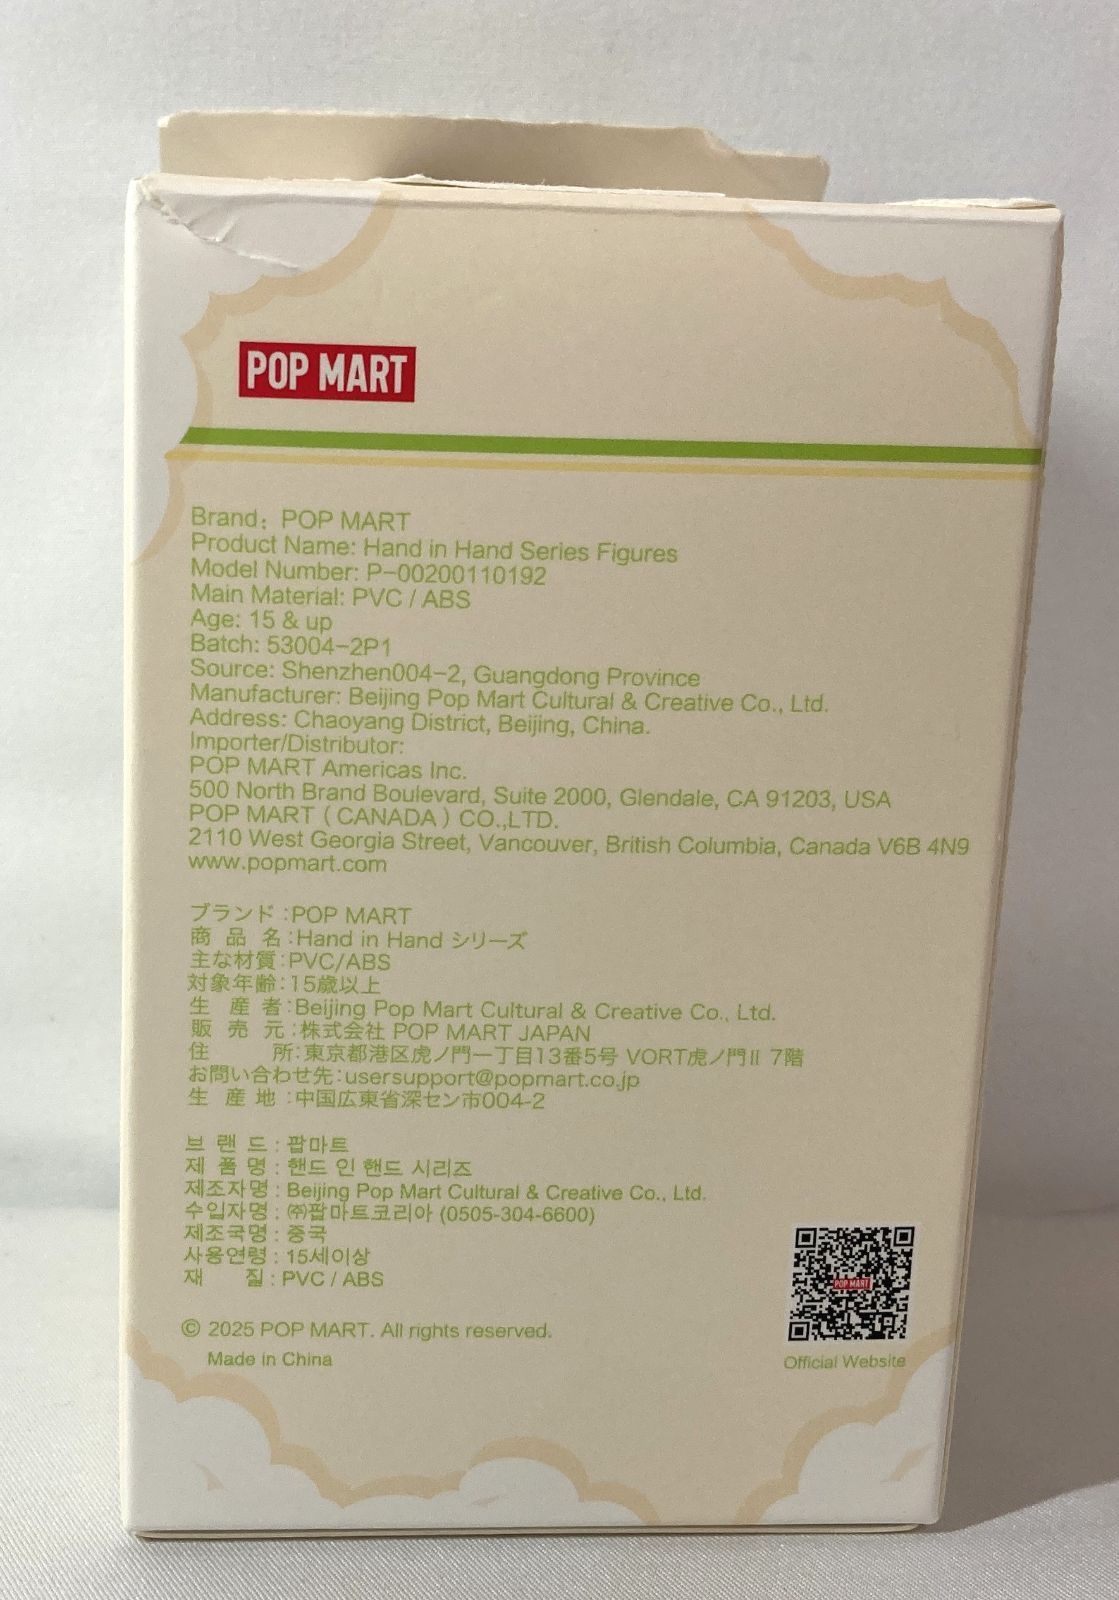 POP MART
Brand: POP MART
Product Name: Hand in Hand Series Figures
Model Number: P-00200110192
Main Material: PVC / ABS
Age: 15 & up
Batch: 53004-2P1
Source: Shenzhen004-2, Guangdong Province
Manufacturer: Beijing Pop Mart Cultural & Creative Co., Ltd.
Address: Chaoyang District, Beijing, China.
Importer/Distributor:
POP MART Americas Inc.
500 North Brand Boulevard, Suite 2000, Glendale, CA 91203, USA
POP MART ( CANADA ) CO.,LTD.
2110 West Georgia Street, Vancouver, British Columbia, Canada V6B 4N9
www.popmart.com
ブランド:POP MART
商品名:Hand in Hand シリーズ
主な材質:PVC/ABS
対象年齢:15歳以上
生産者:Beijing Pop Mart Cultural & Creative Co., Ltd.
販売元:株式会社 POP MART JAPAN
住所:東京都港区虎ノ門一丁目13番5号 VORT虎ノ門II 7階
お問い合わせ先:usersupport@popmart.co.jp
生産地:中国広東省深セン市004-2
브랜드 : 팝마트
제품명 : 핸드 인 핸드 시리즈
제조자명 : Beijing Pop Mart Cultural & Creative Co., Ltd.
수입자명 : ㈜팝마트코리아 (0505-304-6600)
제조국명 : 중국
사용연령 : 15세이상
재질 : PVC / ABS
© 2025 POP MART. All rights reserved.
Made in China
POP MART
Official Website